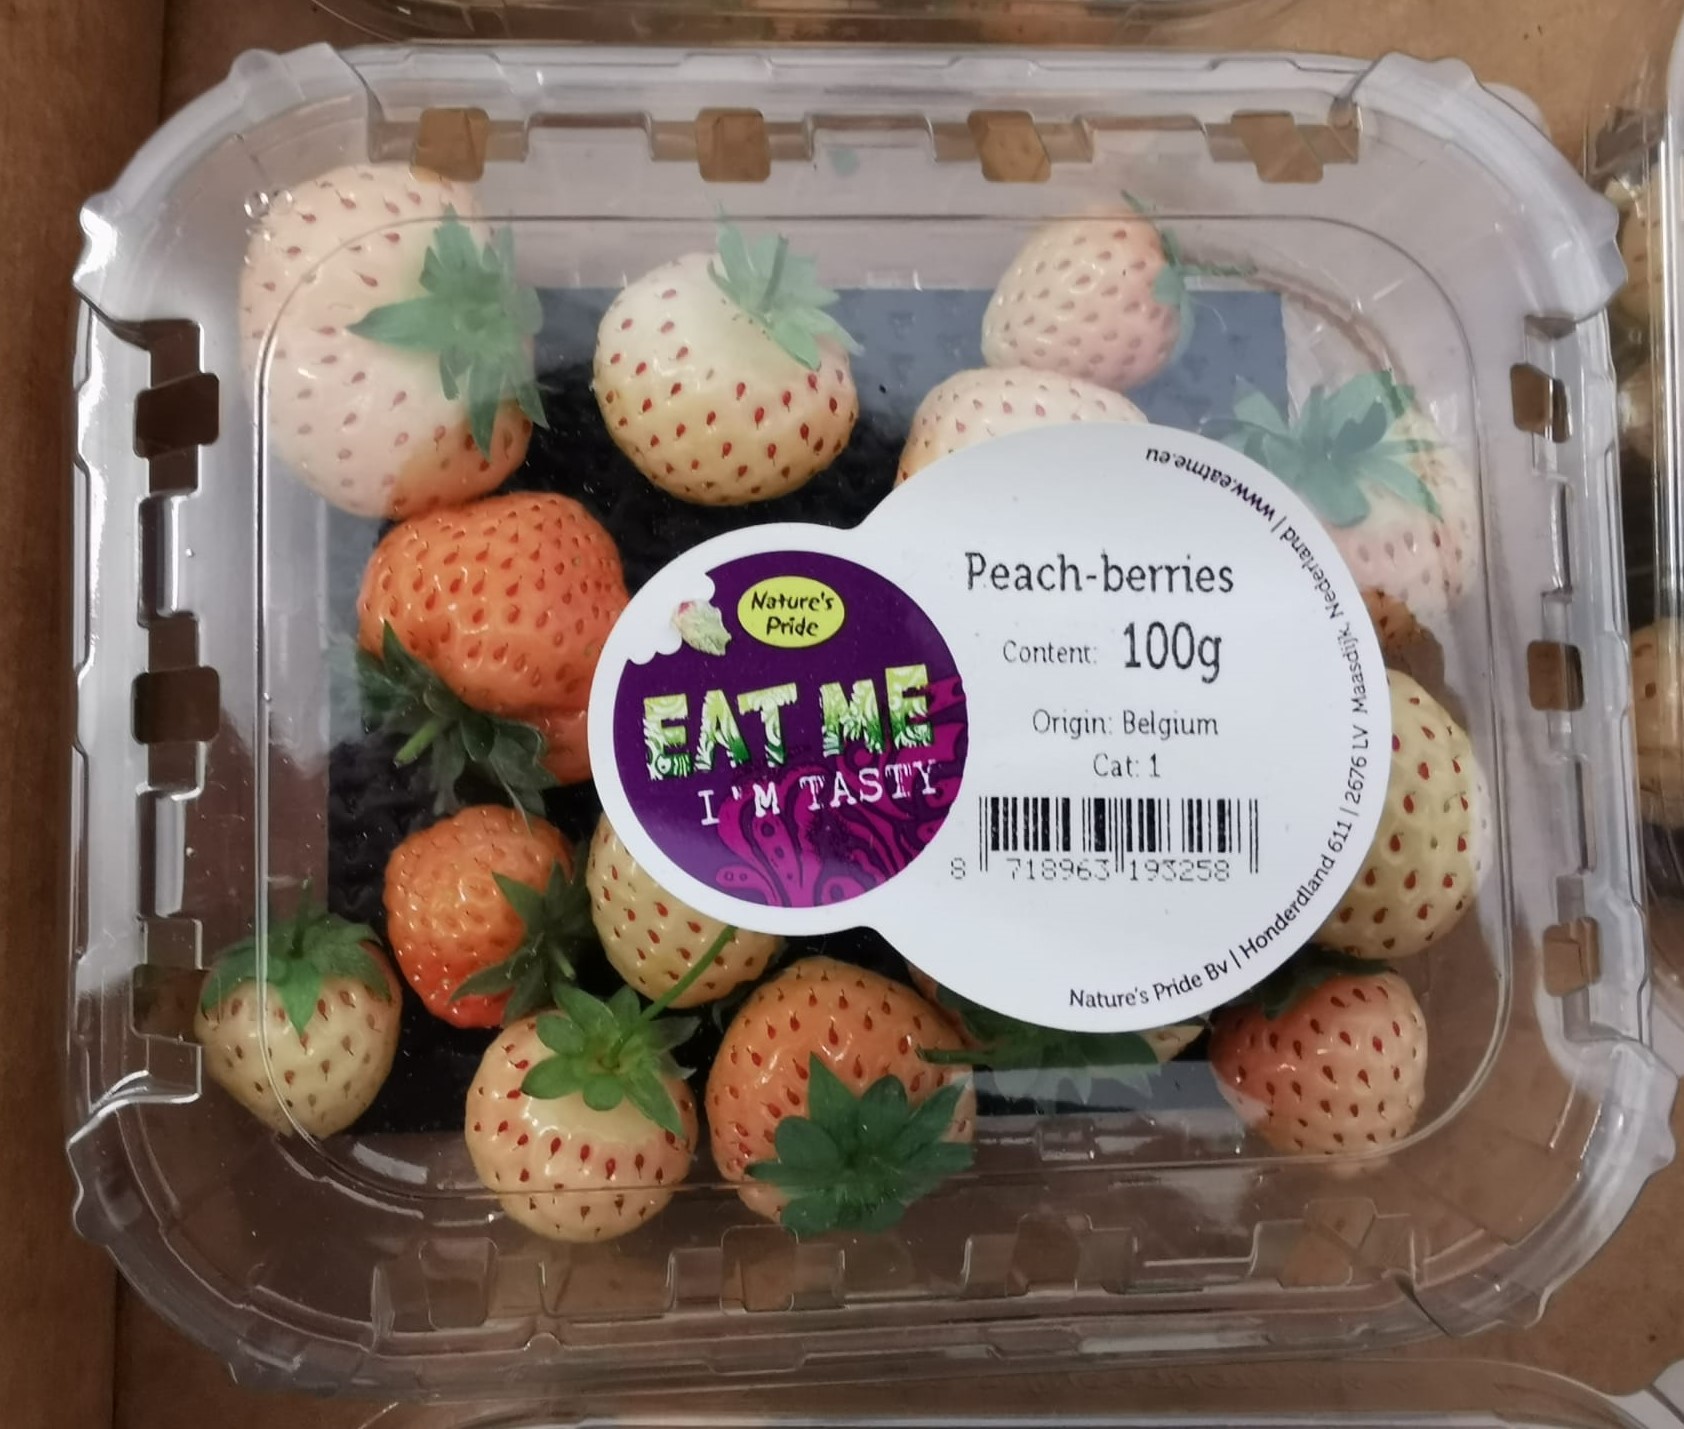 Nature's
Pride
EAT ME
I'M TASTY
Peach-berries
Content: 100g
Origin: Belgium
Cat: 1
8 718963 193258
Nature's Pride Bv | Honderdland 611 | 2676 LV Maasdijk, Nederland | www.eatme.eu